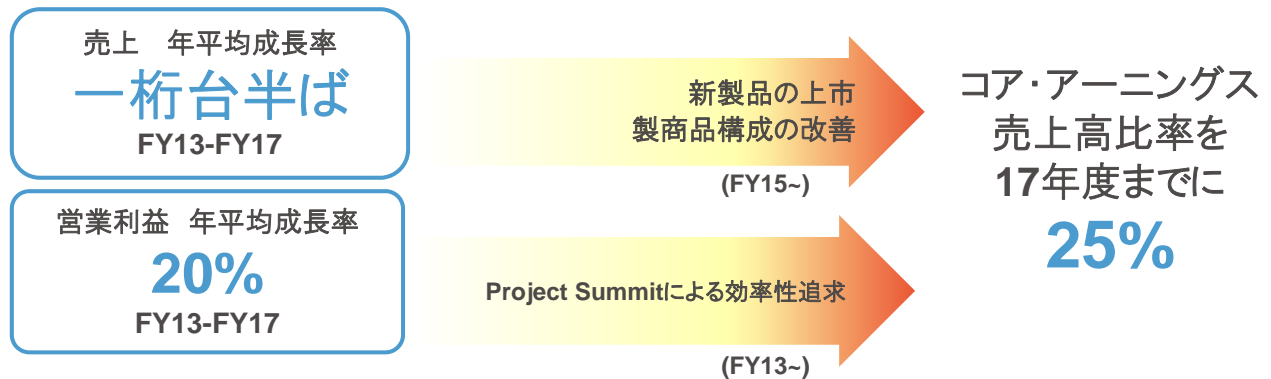 売上　年平均成長率
一桁台半ば
FY13-FY17
営業利益　年平均成長率
20%
FY13-FY17
新製品の上市
製商品構成の改善
(FY15~)
Project Summitによる効率性追求
(FY13~)
コア・アーニングス
売上高比率を
17年度までに
25%